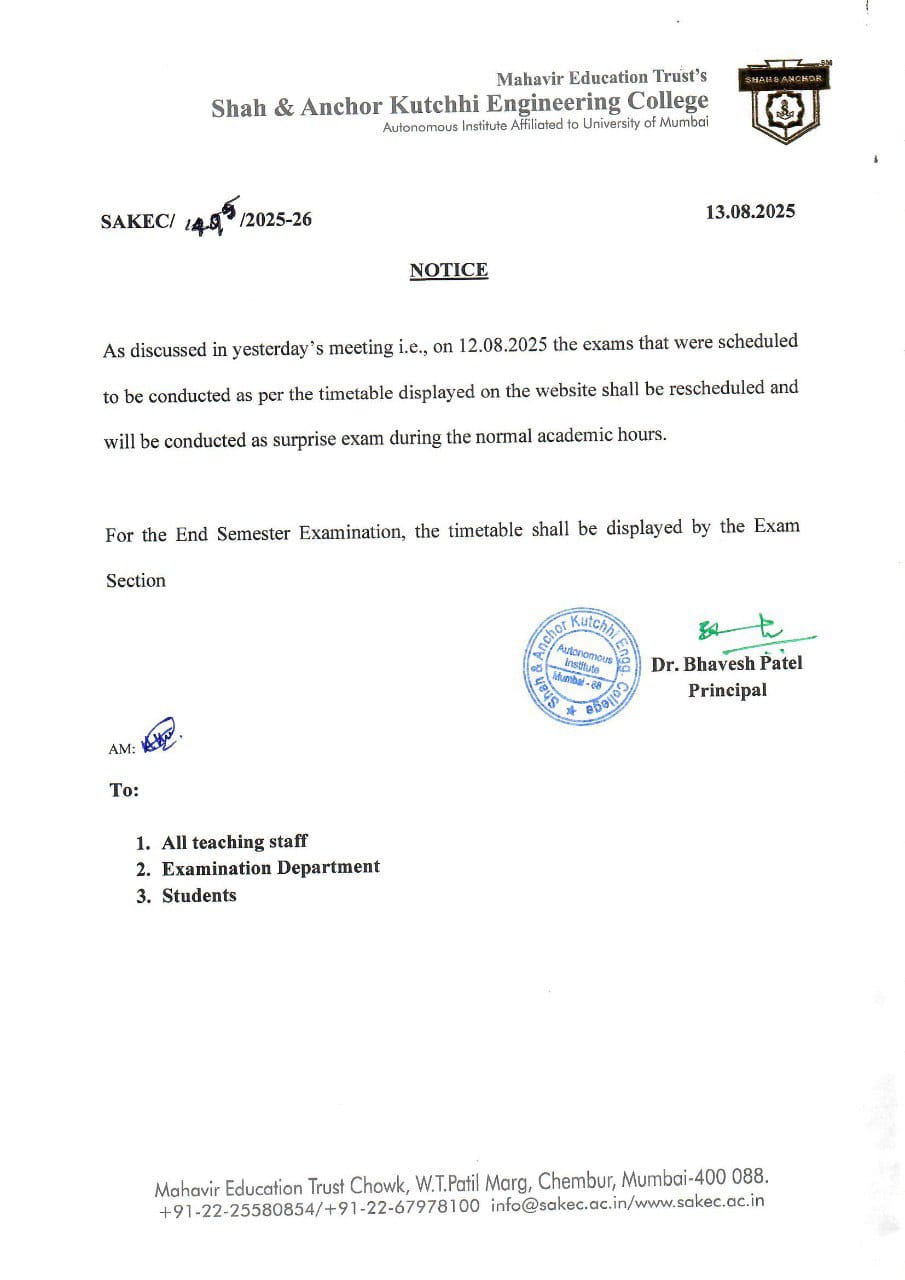 Mahavir Education Trust's
Shah & Anchor Kutchhi Engineering College
Autonomous Institute Affiliated to University of Mumbai
SHAH & ANCHOR
SM
SAKEC/ /2025-26
13.08.2025
NOTICE
As discussed in yesterday's meeting i.e., on 12.08.2025 the exams that were scheduled
to be conducted as per the timetable displayed on the website shall be rescheduled and
will be conducted as surprise exam during the normal academic hours.
For the End Semester Examination, the timetable shall be displayed by the Exam
Section
Shah & Anchor Kutchhi Engg. College ★
Autonomous
Institute
Mumbai - 88
Dr. Bhavesh Patel
Principal
AM:
To:
1. All teaching staff
2. Examination Department
3. Students
Mahavir Education Trust Chowk, W.T.Patil Marg, Chembur, Mumbai-400 088.
+91-22-25580854/+91-22-67978100 info@sakec.ac.in/www.sakec.ac.in